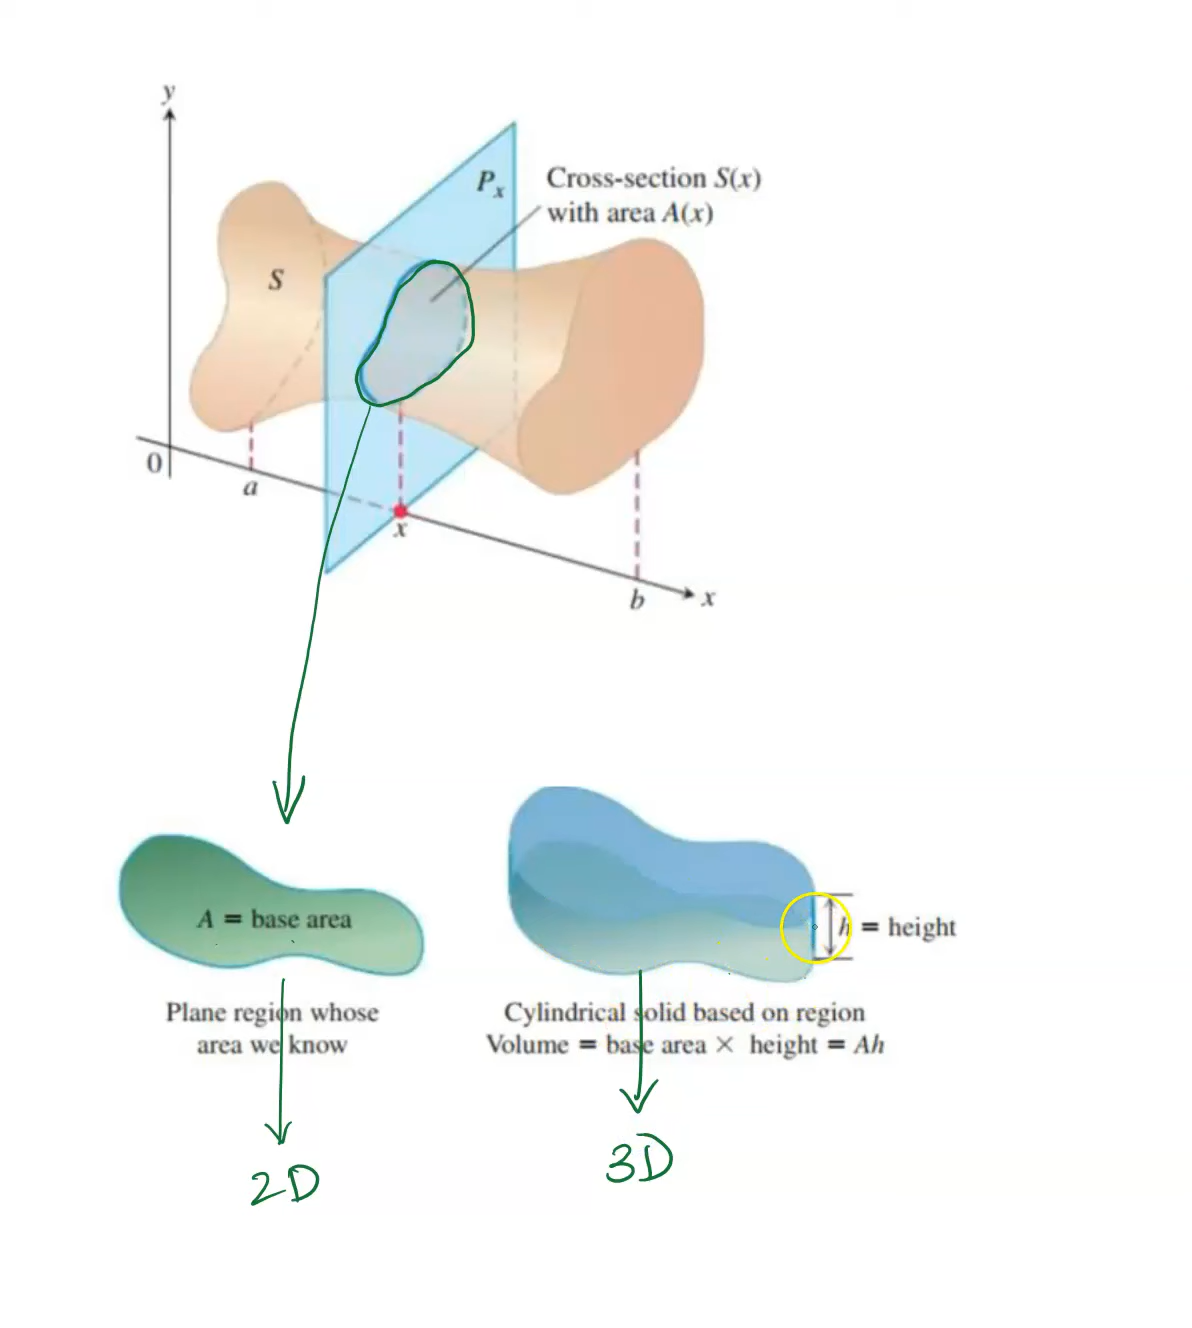 y
P_x
Cross-section S(x)
with area A(x)
S
0
a
x
b
x
A = base area
h = height
Plane region whose
area we know
Cylindrical solid based on region
Volume = base area × height = Ah
2D
3D